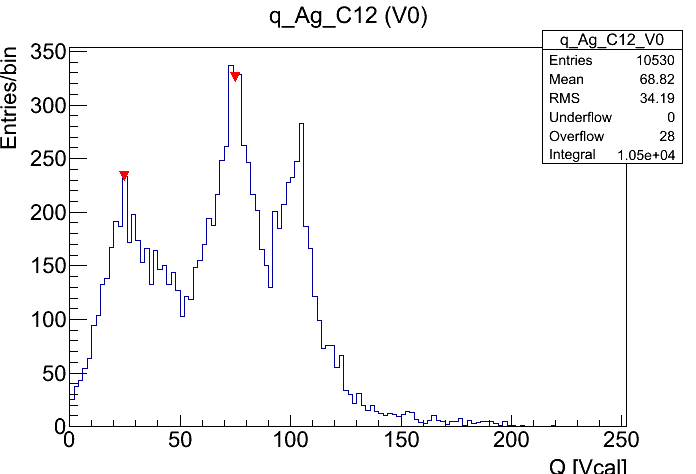 q_Ag_C12 (V0)
q_Ag_C12_V0
Entries 10530
Mean 68.82
RMS 34.19
Underflow 0
Overflow 28
Integral 1.05e+04
Entries/bin
350
300
250
200
150
100
50
0
0 50 100 150 200 250
Q [Vcal]